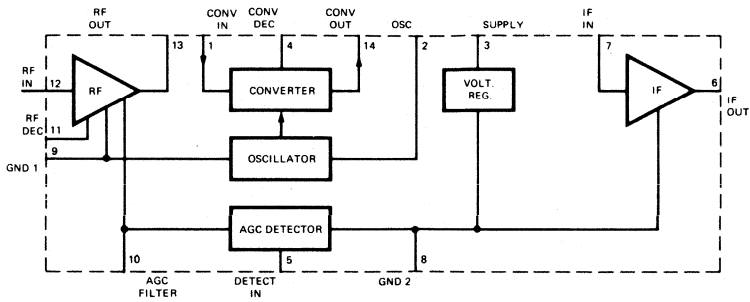 RF OUT
CONV IN
CONV DEC
CONV OUT
OSC
SUPPLY
IF IN
13
1
4
14
2
3
7
RF IN
12
RF
CONVERTER
VOLT. REG.
IF
6
IF OUT
RF DEC
11
9
GND 1
OSCILLATOR
AGC DETECTOR
10
5
8
AGC FILTER
DETECT IN
GND 2